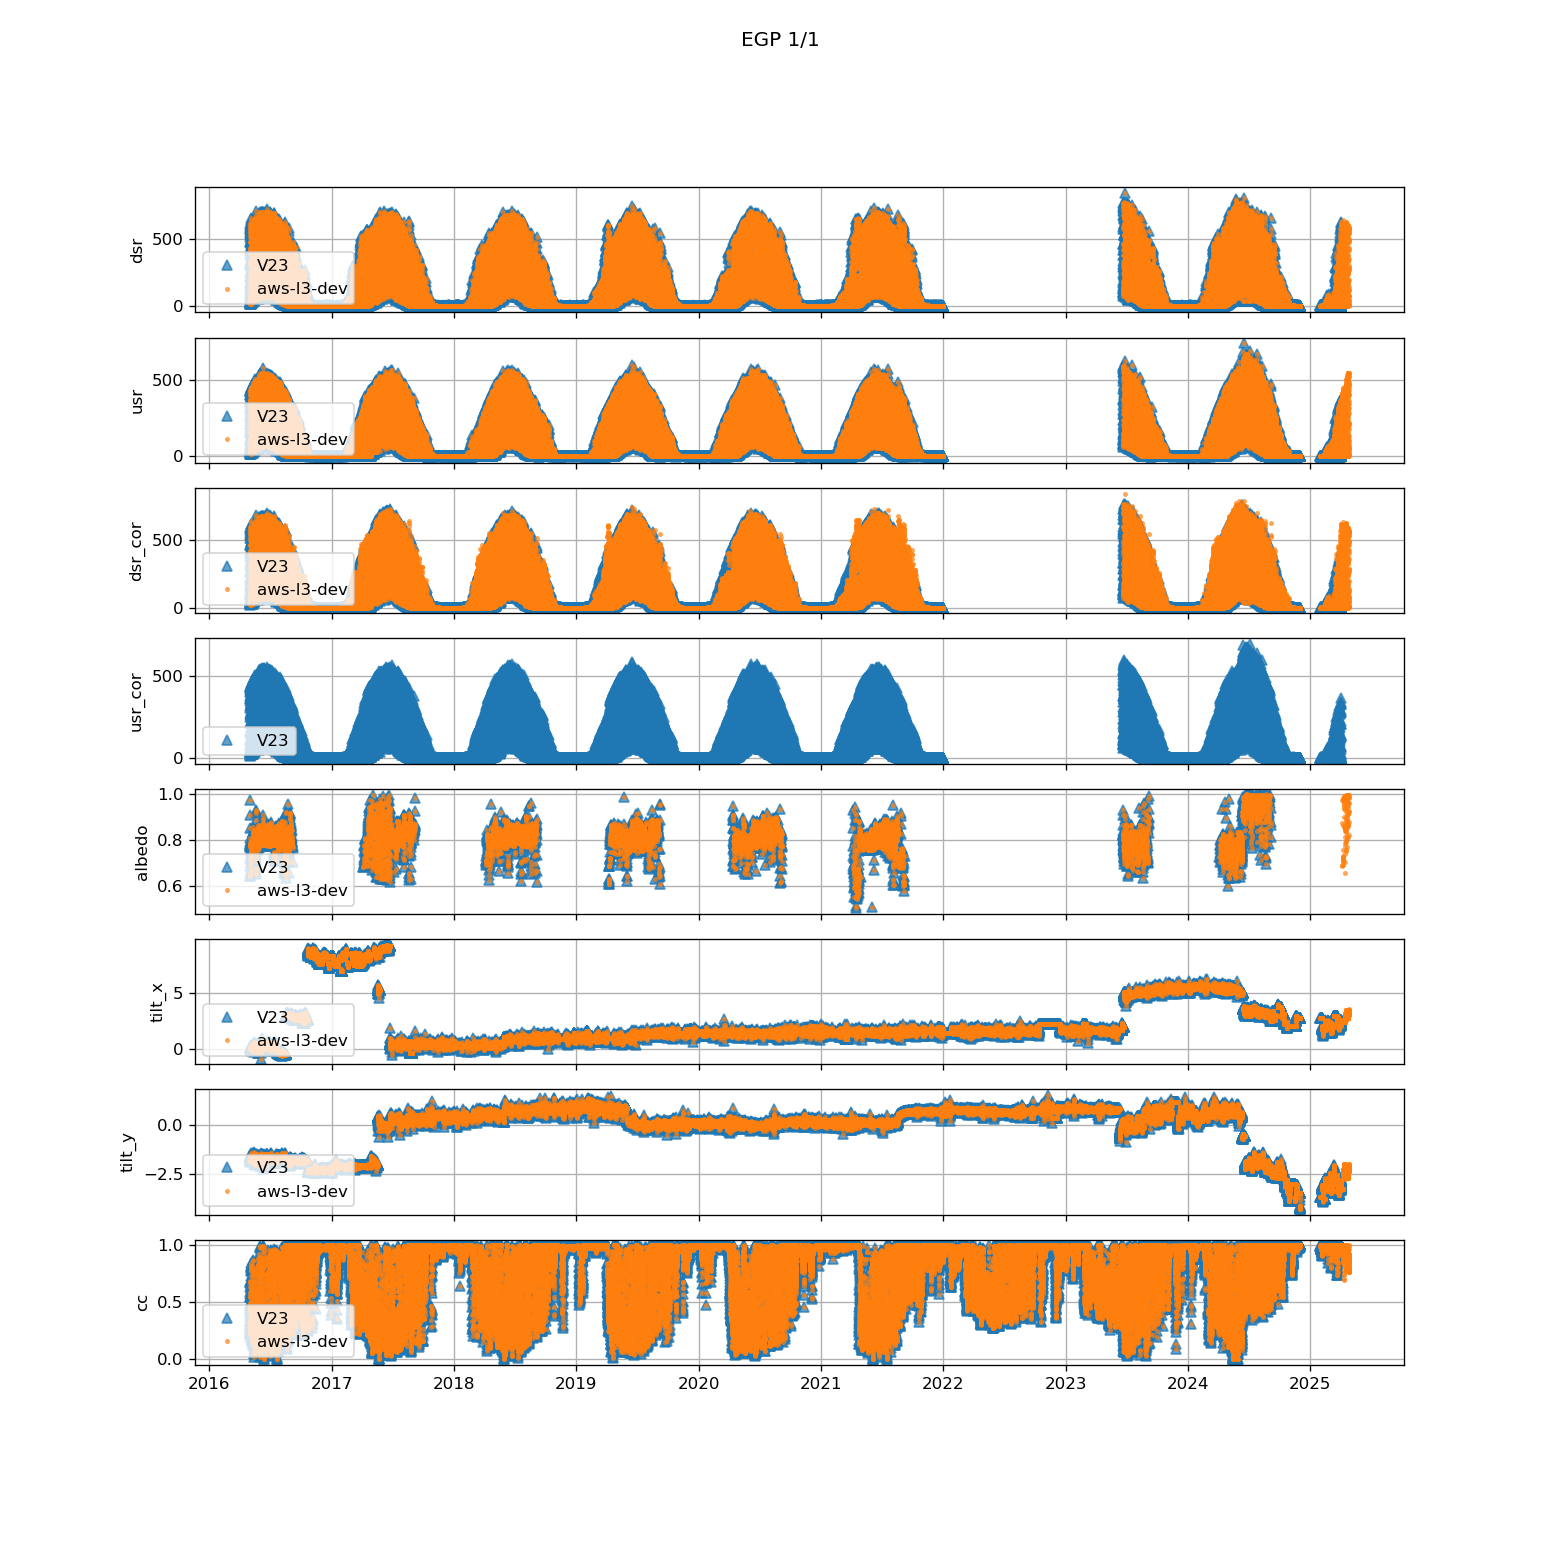 EGP 1/1
dsr
500
0
V23
aws-l3-dev
usr
500
0
V23
aws-l3-dev
dsr_cor
500
0
V23
aws-l3-dev
usr_cor
500
0
V23
albedo
1.0
0.8
0.6
V23
aws-l3-dev
tilt_x
5
0
V23
aws-l3-dev
tilt_y
0.0
−2.5
V23
aws-l3-dev
cc
1.0
0.5
0.0
V23
aws-l3-dev
2016 2017 2018 2019 2020 2021 2022 2023 2024 2025